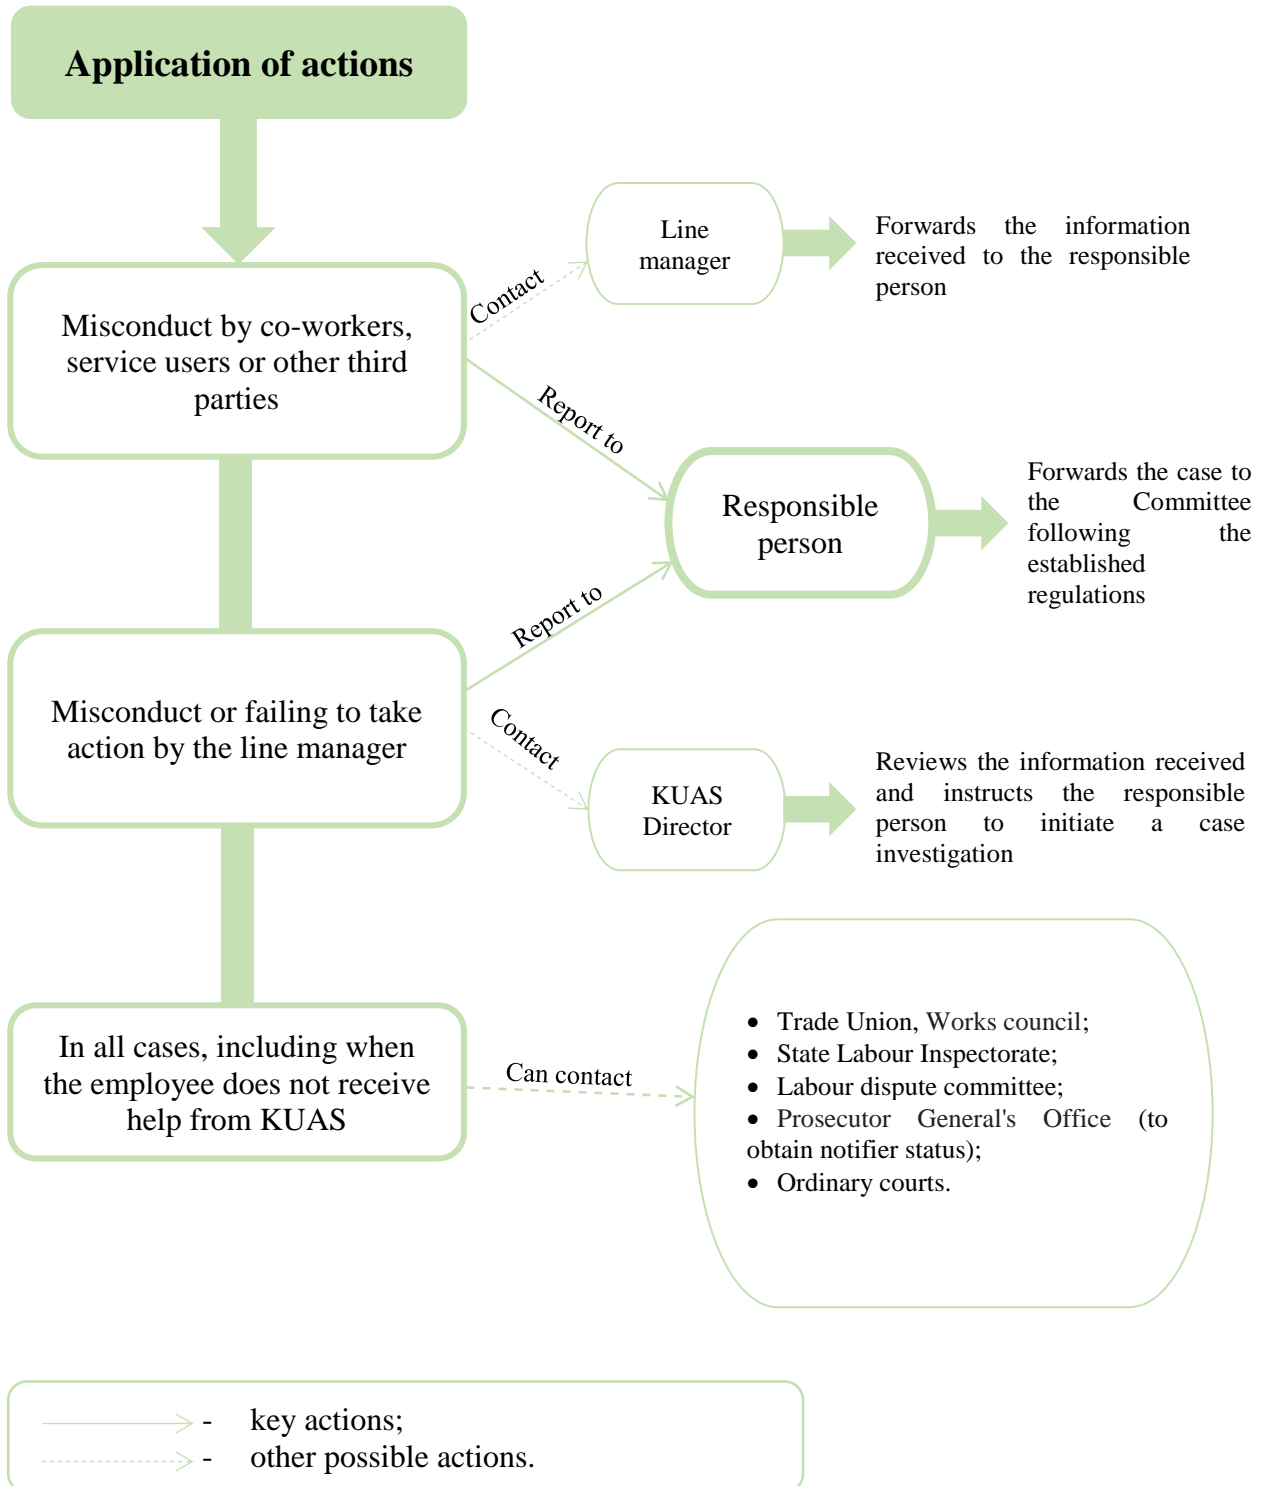 Application of actions
Line
manager
Forwards the information
received to the responsible
person
Contact
Misconduct by co-workers,
service users or other third
parties
Report to
Responsible
person
Forwards the case to
the Committee
following the
established
regulations
Report to
Misconduct or failing to take
action by the line manager
Contact
KUAS
Director
Reviews the information received
and instructs the responsible
person to initiate a case
investigation
In all cases, including when
the employee does not receive
help from KUAS
Can contact
• Trade Union, Works council;
• State Labour Inspectorate;
• Labour dispute committee;
• Prosecutor General's Office (to
obtain notifier status);
• Ordinary courts.
- key actions;
- other possible actions.